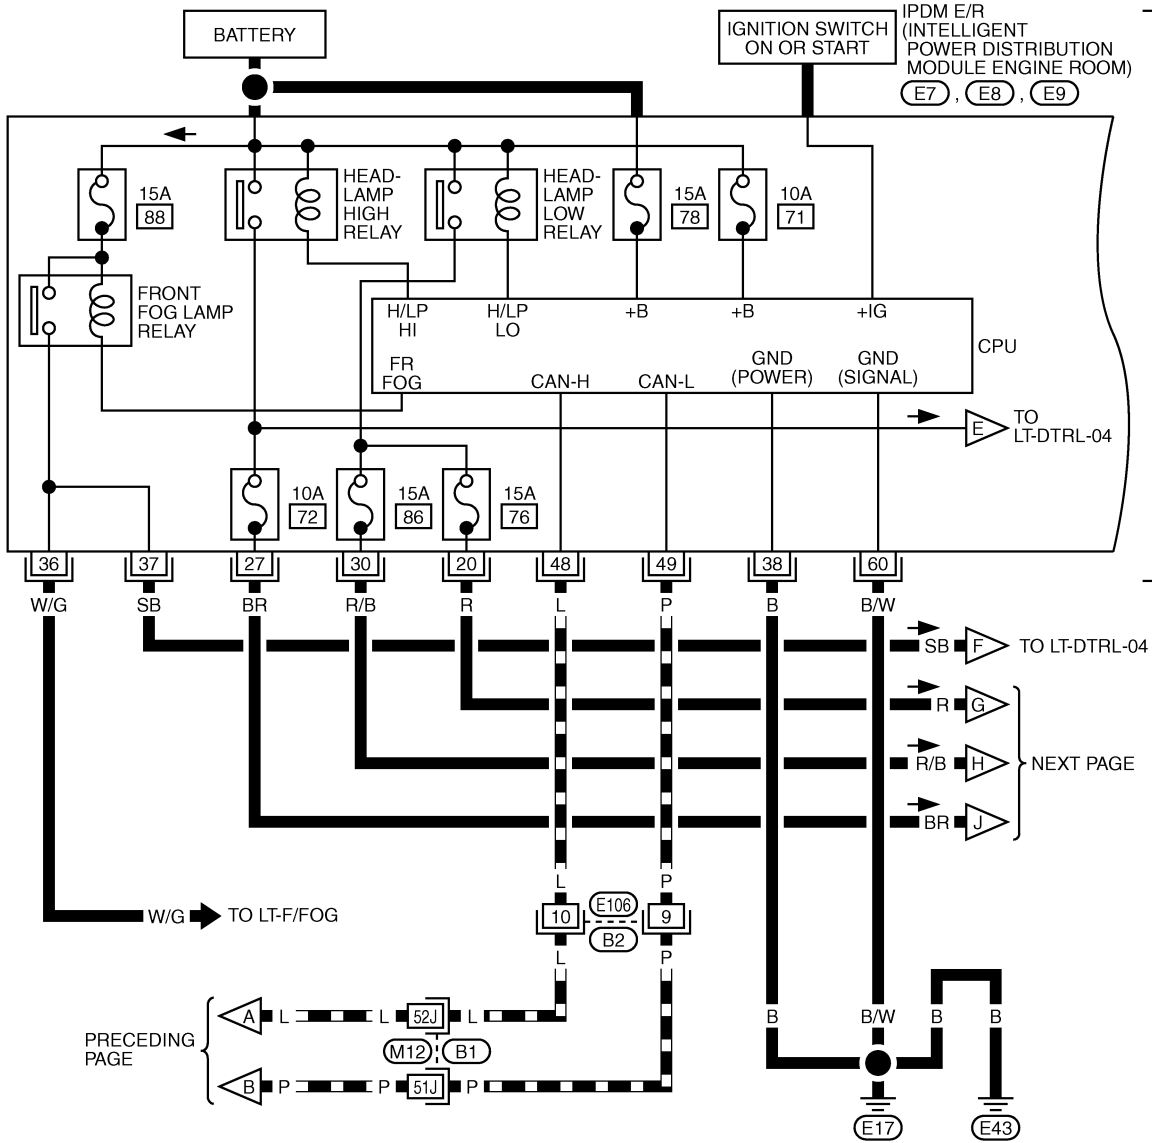 BATTERY
IGNITION SWITCH
ON OR START
IPDM E/R
(INTELLIGENT
POWER DISTRIBUTION
MODULE ENGINE ROOM)
E7 , E8 , E9
15A
88
HEAD-
LAMP
HIGH
RELAY
HEAD-
LAMP
LOW
RELAY
15A
78
10A
71
FRONT
FOG LAMP
RELAY
H/LP
HI
H/LP
LO
+B
+B
+IG
CPU
FR
FOG
CAN-H
CAN-L
GND
(POWER)
GND
(SIGNAL)
E
TO
LT-DTRL-04
10A
72
15A
86
15A
76
36 37 27 30 20 48 49 38 60
W/G SB BR R/B R L P B B/W
SB F TO LT-DTRL-04
R G
R/B H NEXT PAGE
BR J
L P
W/G TO LT-F/FOG
10 E106 9
B2
L P
A L L 52J L
B B/W B B
PRECEDING
PAGE
M12 B1
B P P 51J P
E17 E43